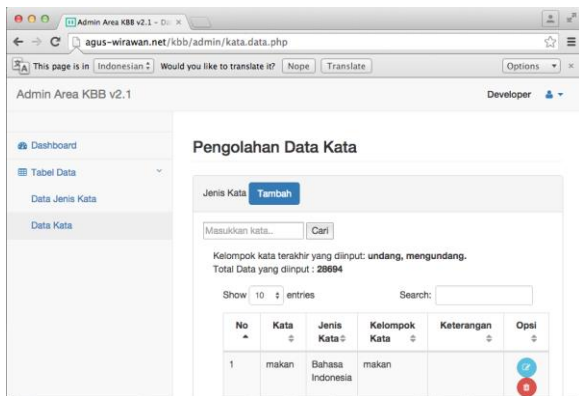 Admin Area KBB v2.1 - Da
agus-wirawan.net/kbb/admin/kata.data.php
This page is in Indonesian Would you like to translate it? Nope Translate Options
Admin Area KBB v2.1 Developer
Dashboard
Tabel Data
Data Jenis Kata
Data Kata
Pengolahan Data Kata
Jenis Kata Tambah
Masukkan kata.. Cari
Kelompok kata terakhir yang diinput: undang, mengundang.
Total Data yang diinput : 28694
Show 10 entries Search:
No Kata Jenis Kata Kelompok Kata Keterangan Opsi
1 makan Bahasa Indonesia makan